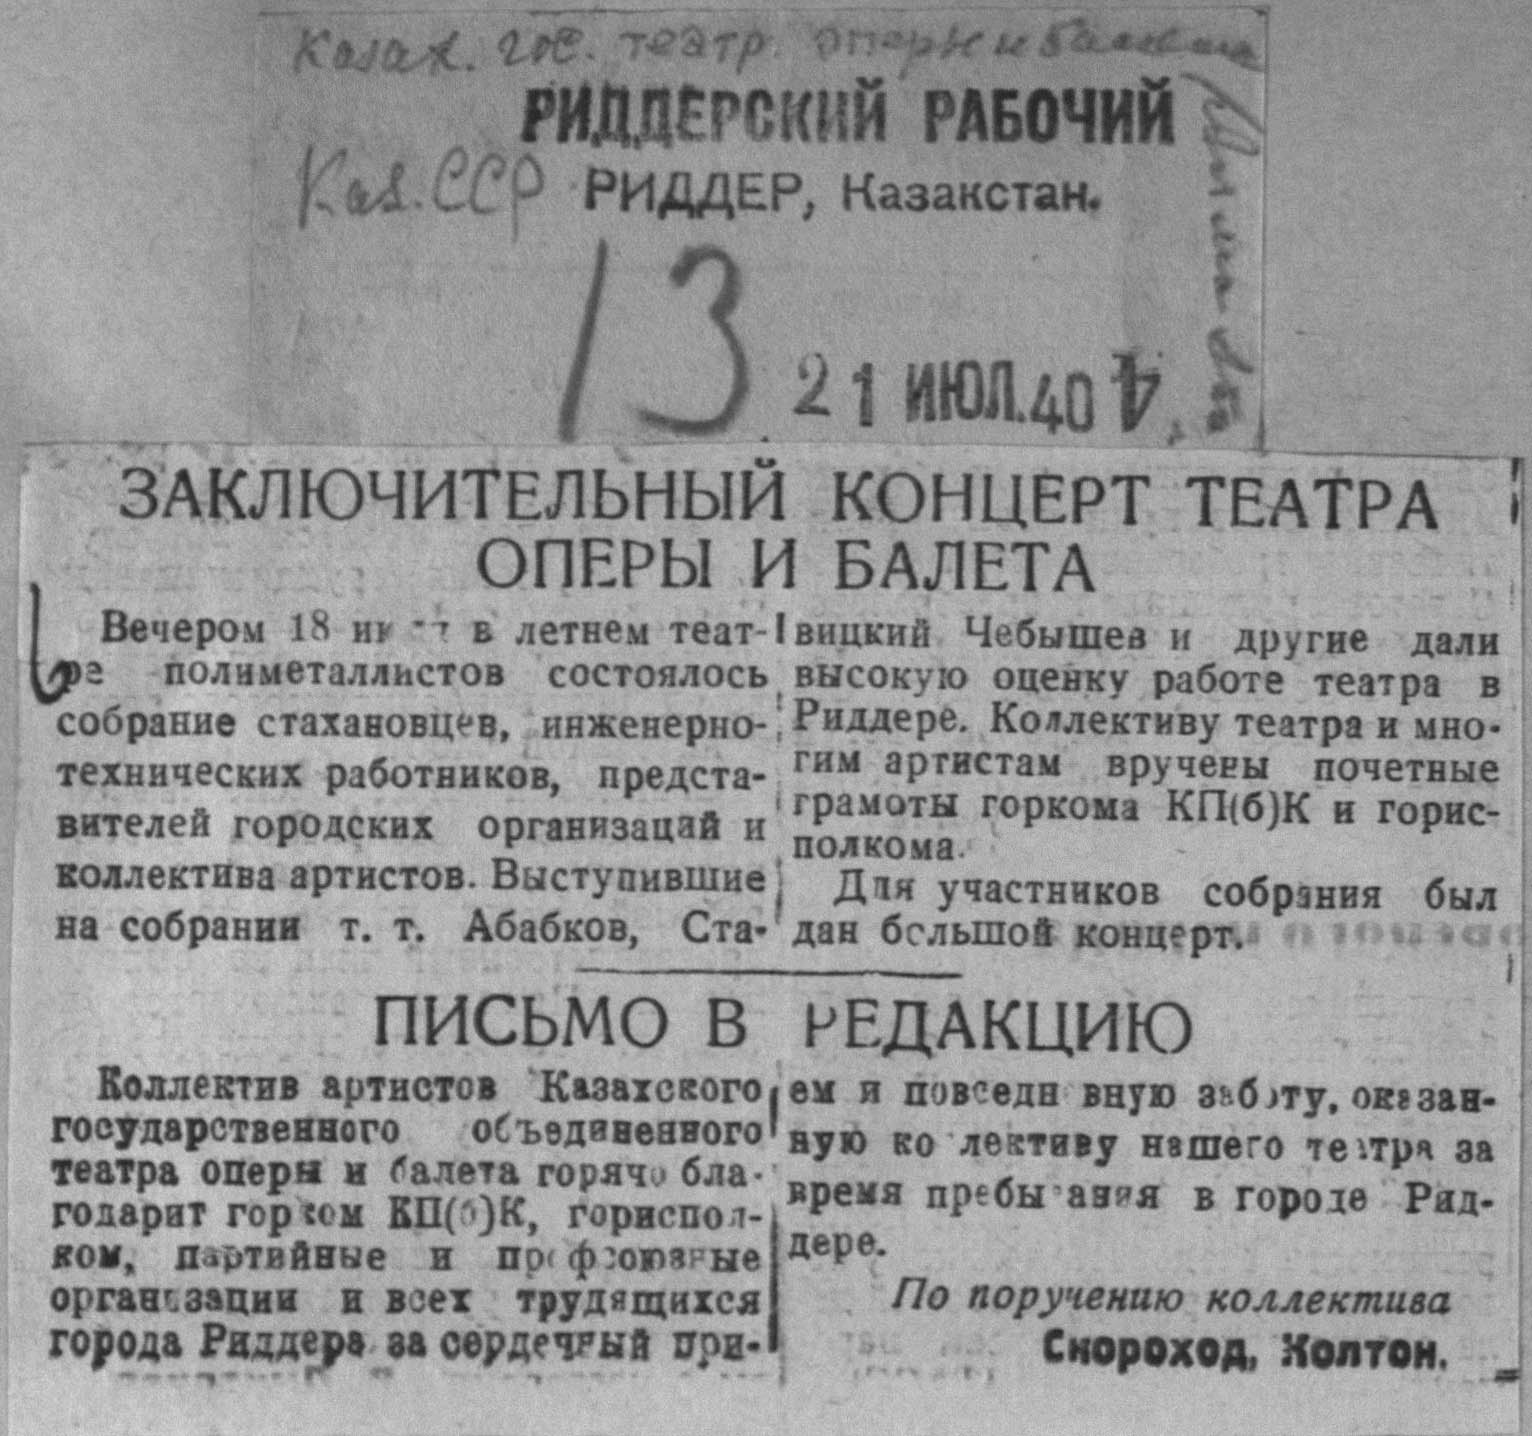 Казах. гос. театр. оперы и балета
РИДДЕРСКИЙ РАБОЧИЙ
Каз. ССР
РИДДЕР, Казакстан.
13
21 ИЮЛ.40
ЗАКЛЮЧИТЕЛЬНЫЙ КОНЦЕРТ ТЕАТРА
ОПЕРЫ И БАЛЕТА
Вечером 18 в летнем теат-
ре полиметаллистов состоялось
собрание стахановцев, инженерно-
технических работников, предста-
вителей городских организаций и
коллектива артистов. Выступившие
на собрании т. т. Абабков, Ста-
вицкий Чебышев и другие дали
высокую оценку работе театра в
Риддере. Коллективу театра и мно-
гим артистам вручены почетные
грамоты горкома КП(б)К и горис-
полкома.
Для участников собрания был
дан большой концерт.
ПИСЬМО В РЕДАКЦИЮ
Коллектив артистов Казахского
государственного объединенного
театра оперы и балета горячо бла-
годарит горком КП(б)К, гориспол-
ком, партийные и профсоюзные
организации и всех трудящихся
города Риддера за сердечный при-
ем и повседневную заботу, оказан-
ную коллективу нашего театра за
время пребывания в городе Рид-
дере.
По поручению коллектива
Скороход, Колтон.